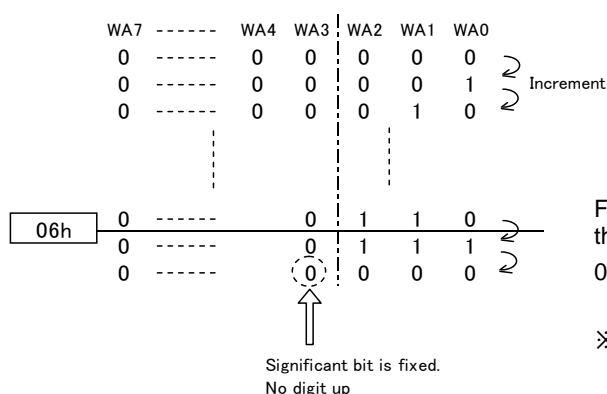 WA7 ------ WA4 WA3 WA2 WA1 WA0
0 ------ 0 0 0 0 0
0 ------ 0 0 0 0 1
Increment
0 ------ 0 0 0 1 0
0 ------ 0 1 1 0
06h
0 ------ 0 1 1 1
0 ------ 0 0 0 0
Significant bit is fixed.
No digit up
※